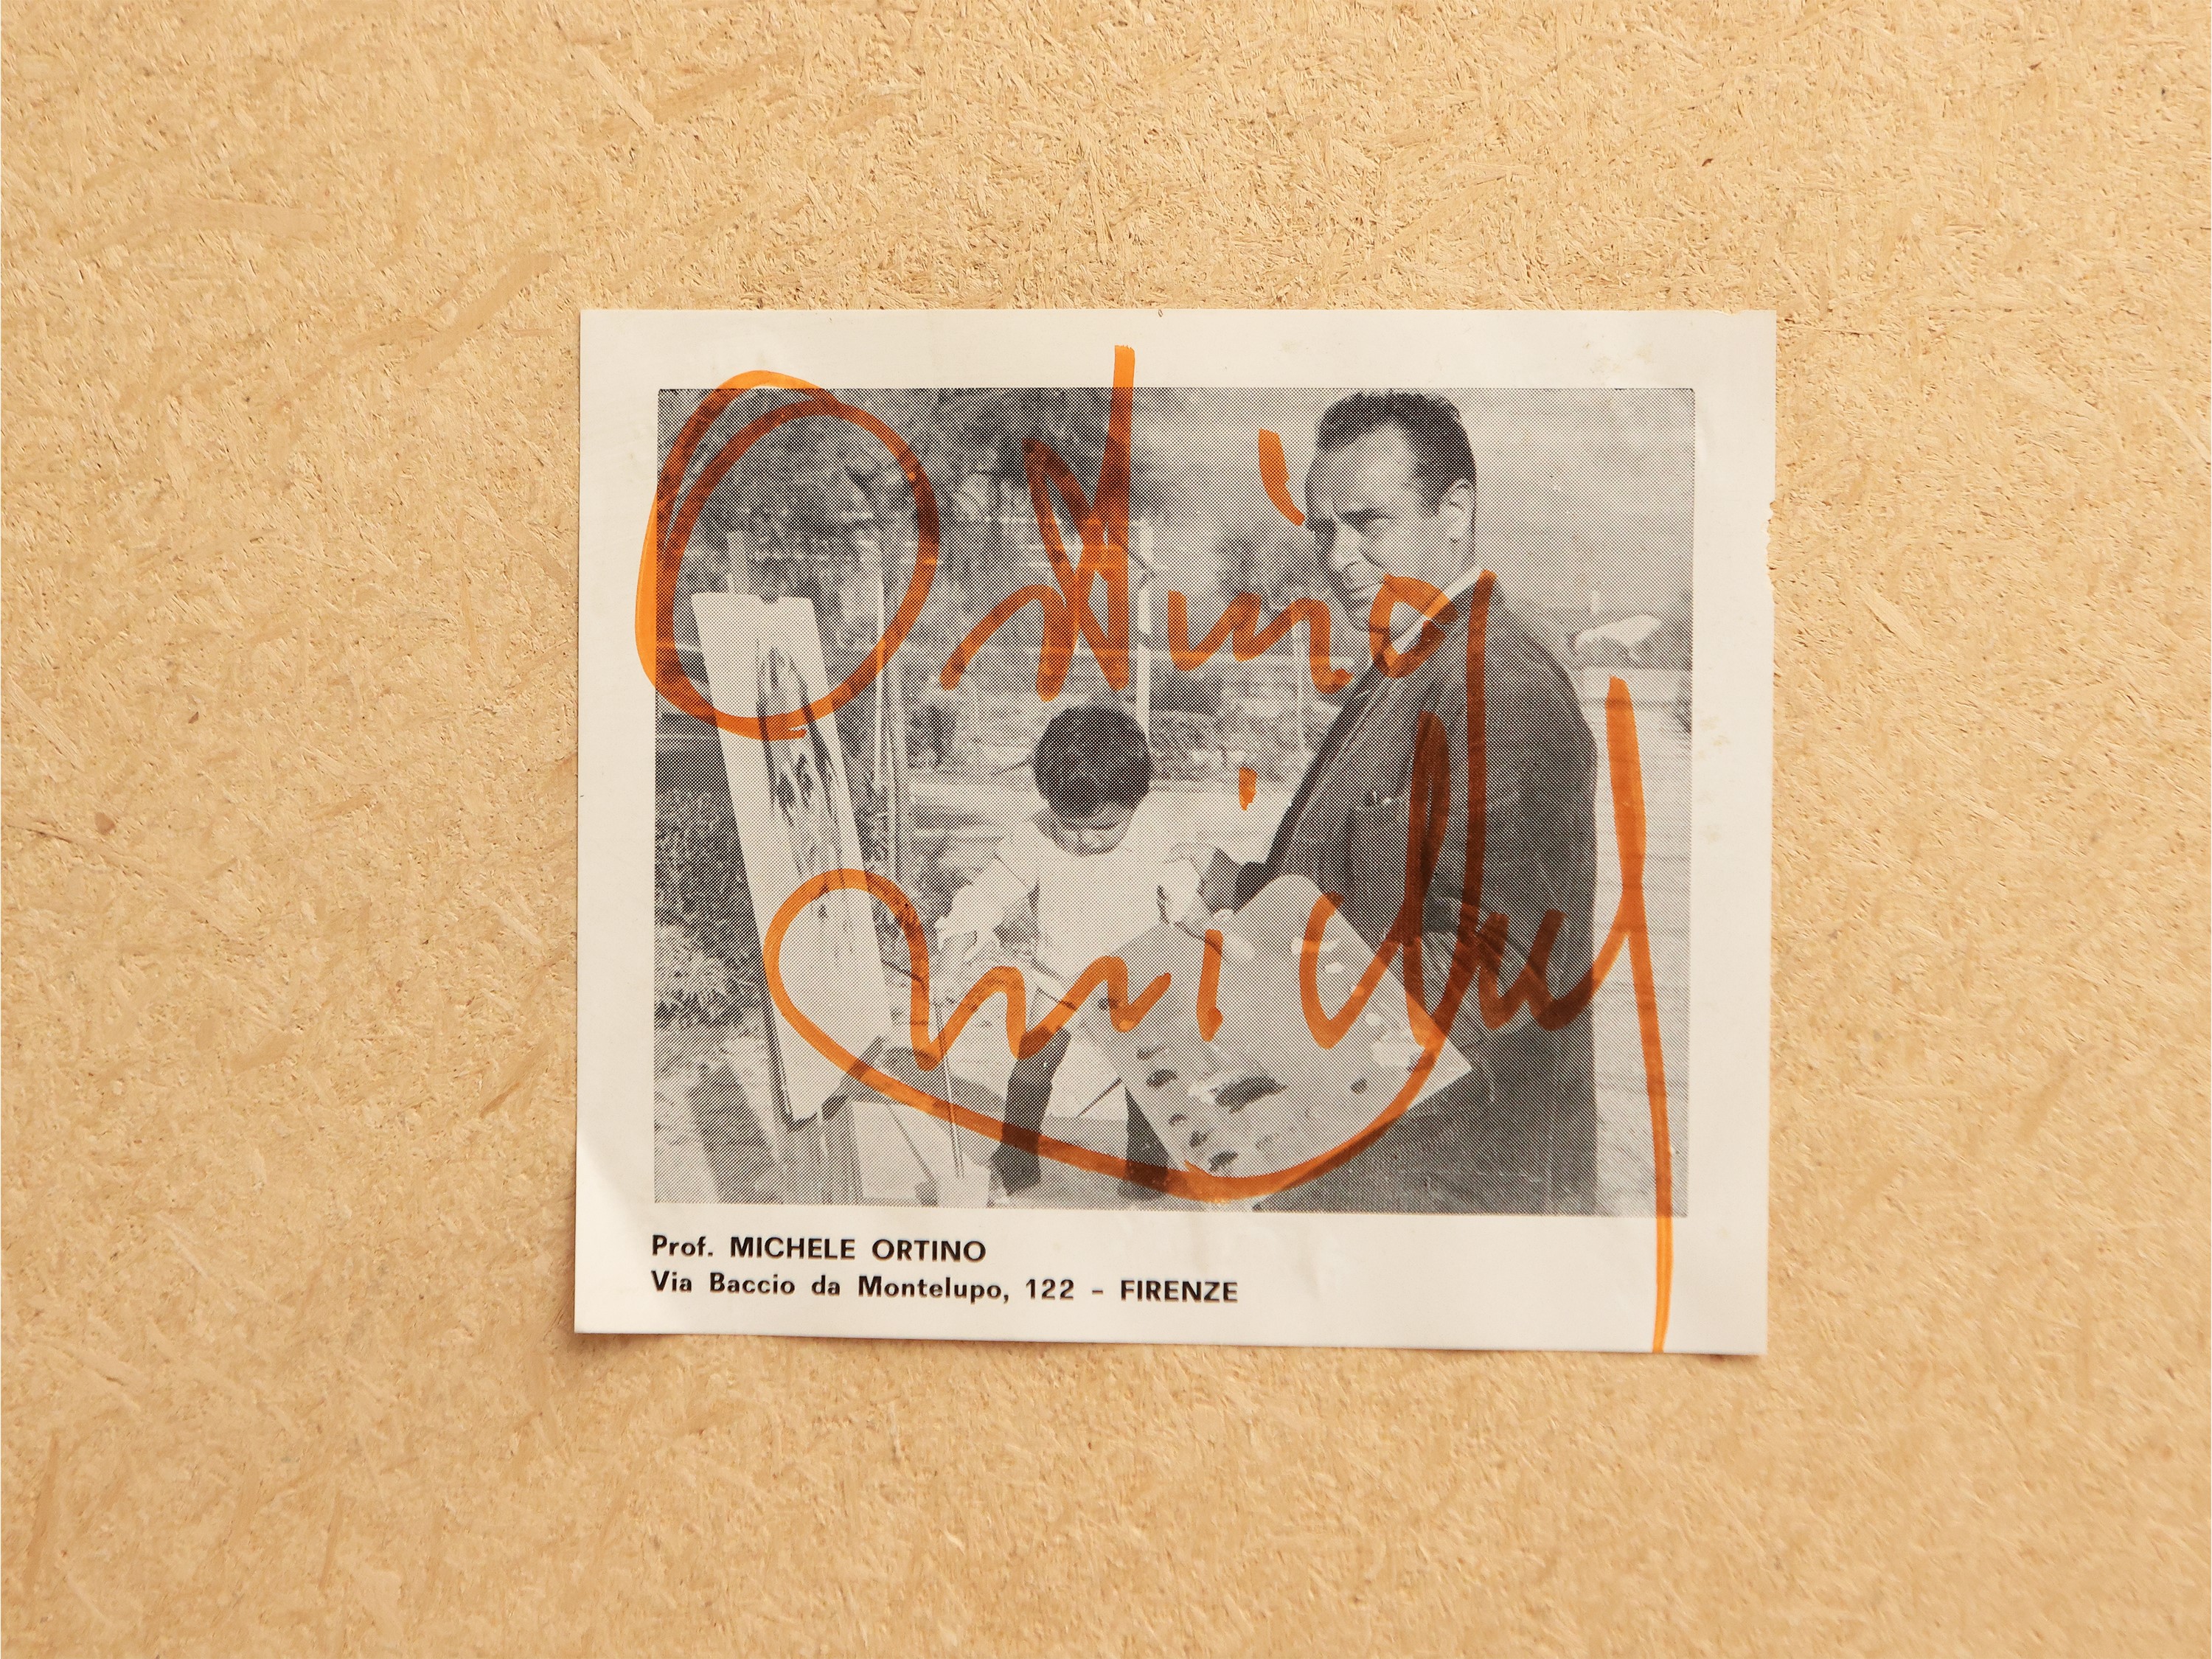 Ortino
Michele
Prof. MICHELE ORTINO
Via Baccio da Montelupo, 122 - FIRENZE